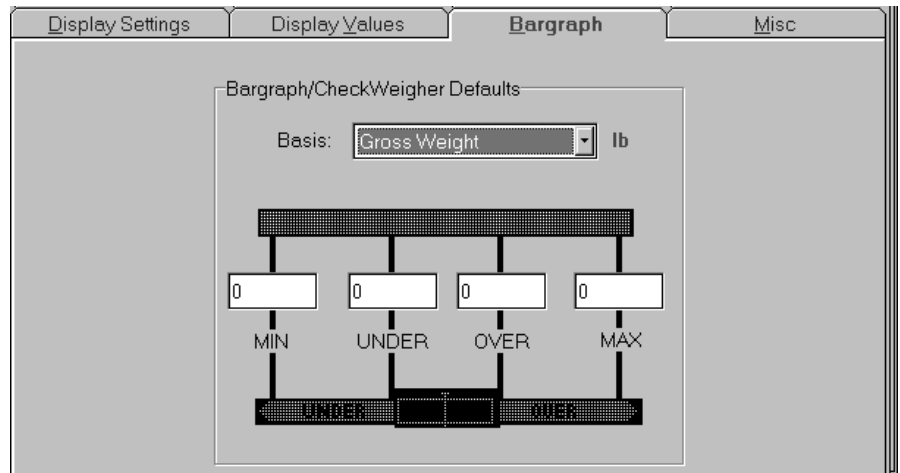 Display Settings Display Values Bargraph Misc
Bargraph/CheckWeigher Defaults
Basis: Gross Weight lb
0 0 0 0
MIN UNDER OVER MAX
UNDER OVER